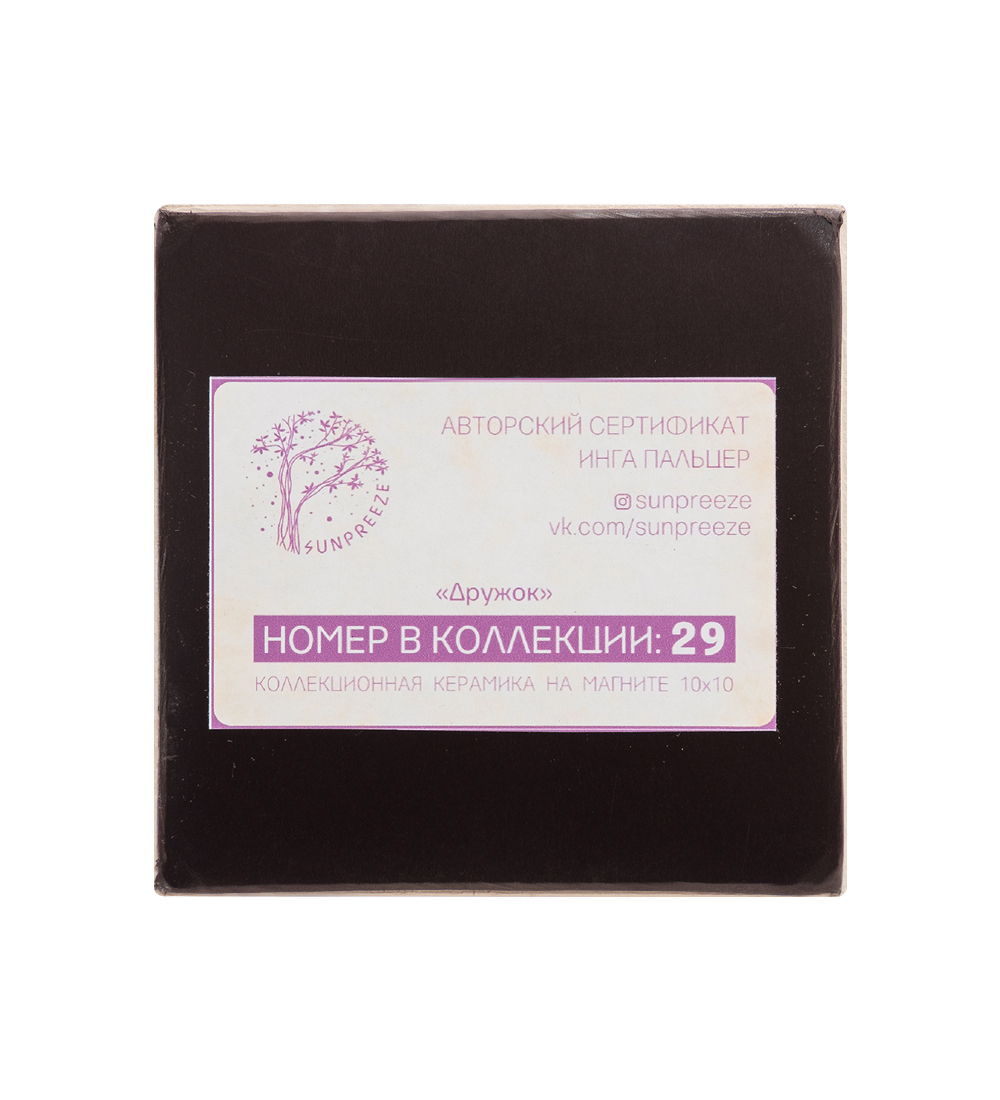 SUNPREEZE
АВТОРСКИЙ СЕРТИФИКАТ
ИНГА ПАЛЬЦЕР
sunpreeze
vk.com/sunpreeze
«Дружок»
НОМЕР В КОЛЛЕКЦИИ: 29
КОЛЛЕКЦИОННАЯ КЕРАМИКА НА МАГНИТЕ 10x10